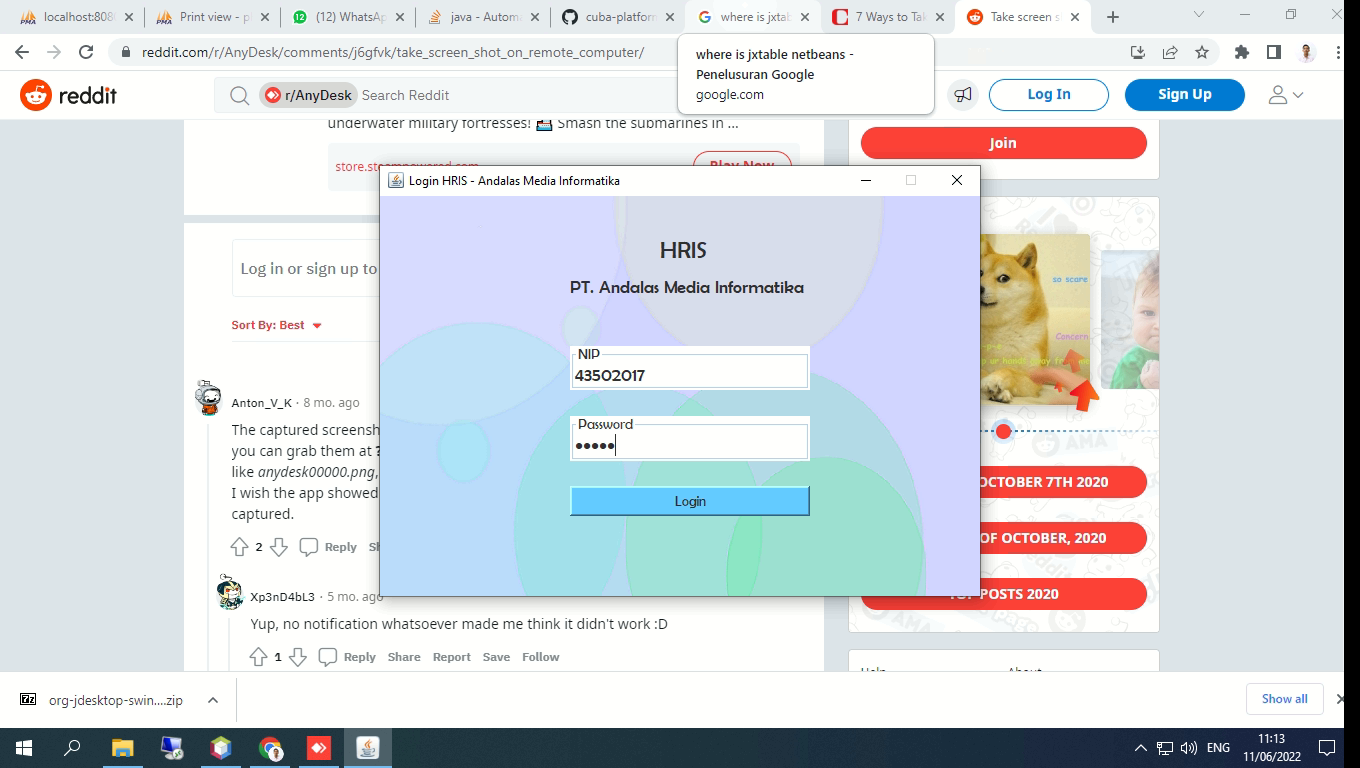 localhost:808
Print view - p
(12) WhatsAp
java - Autom
cuba-platfor
where is jxtab
7 Ways to Tak
Take screen s
reddit.com/r/AnyDesk/comments/j6gfvk/take_screen_shot_on_remote_computer/
where is jxtable netbeans -
Penelusuran Google
google.com
reddit
r/AnyDesk
Search Reddit
Log In
Sign Up
underwater military fortresses! 🚢 Smash the submarines in ...
Play Now
Join
Login HRIS - Andalas Media Informatika
HRIS
PT. Andalas Media Informatika
NIP
43502017
Password
•••••
Login
Log in or sign up to
Sort By: Best
so scare
Concern
Anton_V_K · 8 mo. ago
The captured screensh
you can grab them at
like anydesk00000.png,
I wish the app showed
captured.
2
Reply
Sh
Xp3nD4bL3 · 5 mo. ago
Yup, no notification whatsoever made me think it didn't work :D
1
Reply
Share
Report
Save
Follow
AMA
OCTOBER 7TH 2020
OF OCTOBER, 2020
POSTS 2020
org-jdesktop-swin....zip
Show all
ENG
11:13
11/06/2022